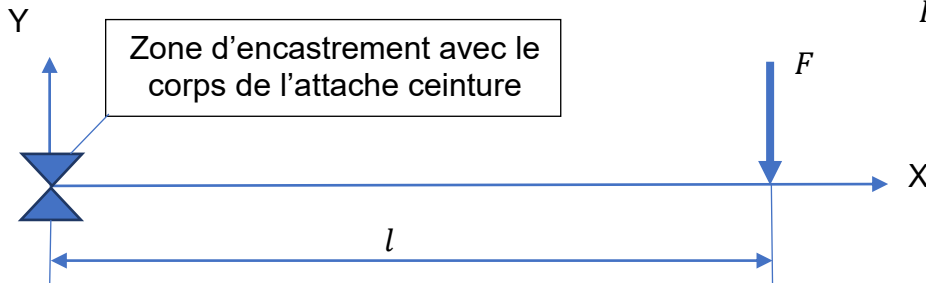 Y
Zone d’encastrement avec le
corps de l’attache ceinture
F
X
l